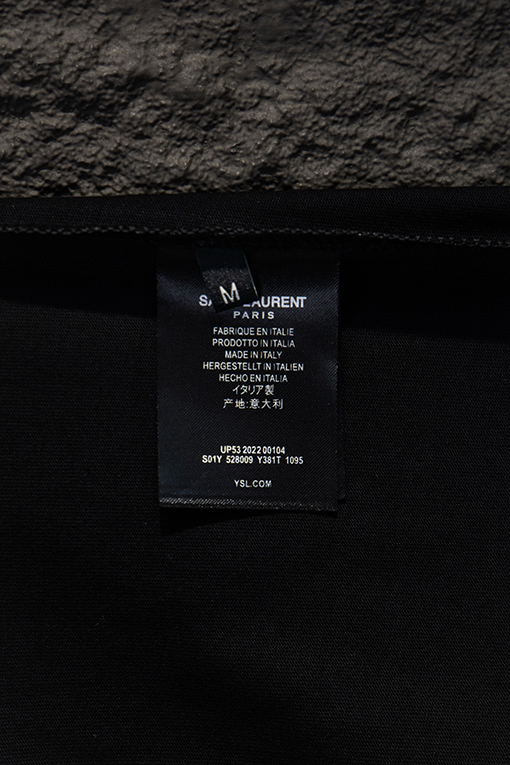 M
LAURENT
PARIS
FABRIQUE EN ITALIE
PRODOTTO IN ITALIA
MADE IN ITALY
HERGESTELLT IN ITALIEN
HECHO EN ITALIA
イタリア製
产地:意大利
UP53 2022 00104
S01Y 528009 Y381T 1095
YSL.COM